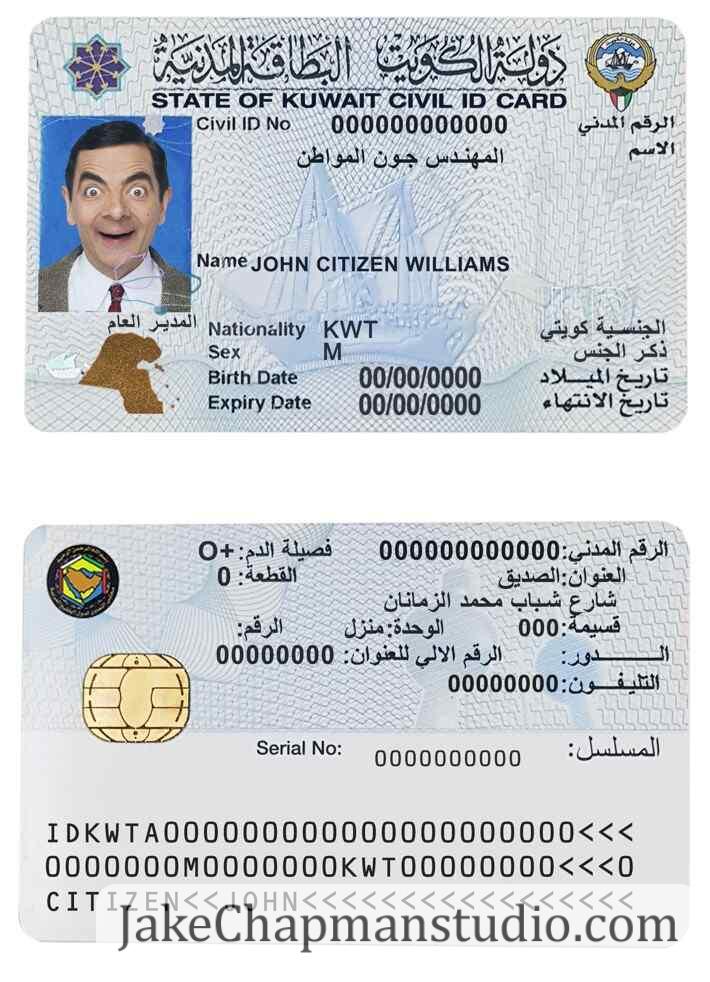 دولة الكويت البطاقة المدنية
STATE OF KUWAIT CIVIL ID CARD
Civil ID No 000000000000 الرقم المدني
الاسم
المهندس جون المواطن
Name JOHN CITIZEN WILLIAMS
المدير العام
Nationality KWT الجنسية كويتي
Sex M ذكر الجنس
Birth Date 00/00/0000 تاريخ الميلاد
Expiry Date 00/00/0000 تاريخ الانتهاء
الرقم المدني:000000000000 فصيلة الدم:+O
العنوان:الصديق القطعة: 0
شارع شباب محمد الزمانان
قسيمة:000 الوحدة:منزل الرقم:
الـــدور: الرقم الالي للعنوان: 00000000
التليفون:00000000
Serial No: 0000000000 المسلسل:
IDKWTA000000000000000000000<<<
0000000M0000000KWT00000000<<<0
CITIZEN<<JOHN<<<<<<<<<<<<<<<<<
JakeChapmanstudio.com